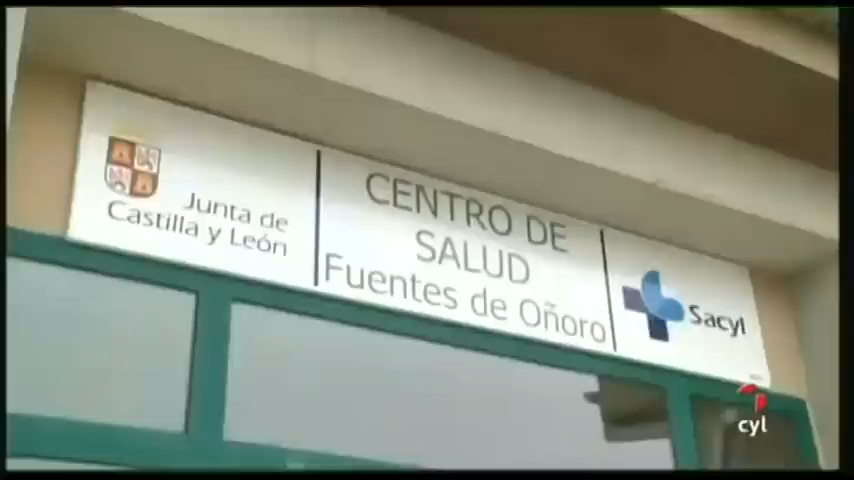 Junta de
Castilla y León
CENTRO DE
SALUD
Fuentes de Oñoro
Sacyl
cyl